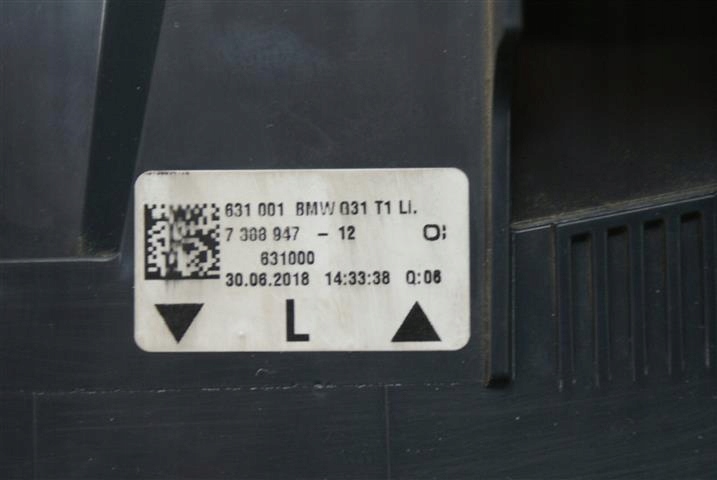 631 001 BMW G31 T1 Li.
7 388 947 - 12
631000
30.06.2018 14:33:38 Q:06
L